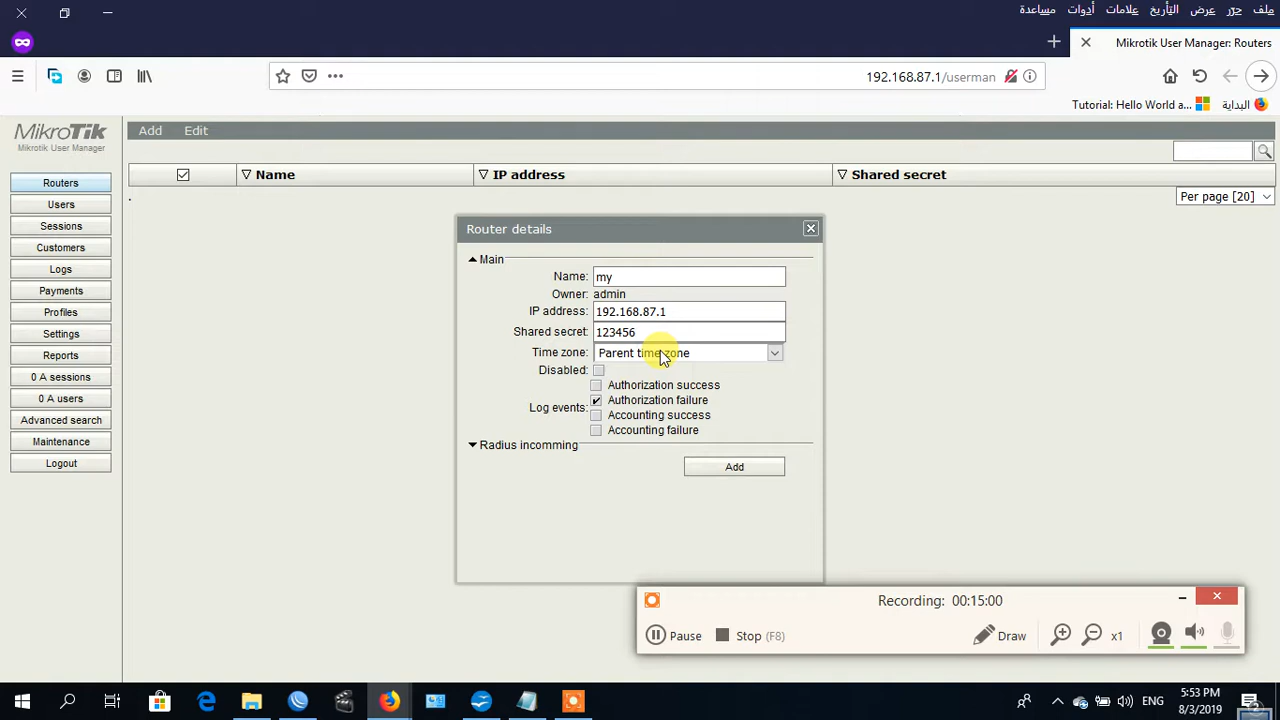 ملف حرّر عرض التأريخ علامات أدوات مساعدة
Mikrotik User Manager: Routers
192.168.87.1/userman
البداية Tutorial: Hello World a...
MikroTik
Mikrotik User Manager
Add Edit
Name IP address Shared secret
Per page [20]
Routers
Users
Sessions
Customers
Logs
Payments
Profiles
Settings
Reports
0 A sessions
0 A users
Advanced search
Maintenance
Logout
Router details
Main
Name: my
Owner: admin
IP address: 192.168.87.1
Shared secret: 123456
Time zone: Parent time zone
Disabled:
Log events:
Authorization success
Authorization failure
Accounting success
Accounting failure
Radius incomming
Add
Recording: 00:15:00
Pause Stop (F8) Draw x1
ENG
5:53 PM
8/3/2019